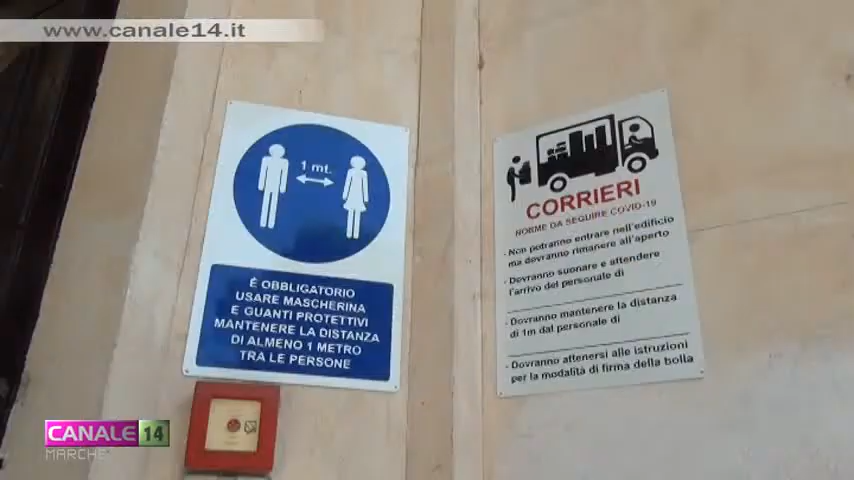 www.canale14.it
1 mt.
È OBBLIGATORIO
USARE MASCHERINA
E GUANTI PROTETTIVI
MANTENERE LA DISTANZA
DI ALMENO 1 METRO
TRA LE PERSONE
CORRIERI
NORME DA SEGUIRE COVID-19
- Non potranno entrare nell'edificio
ma dovranno rimanere all'aperto
- Dovranno suonare e attendere
l'arrivo del personale di
- Dovranno mantenere la distanza
di 1m dal personale di
- Dovranno attenersi alle istruzioni
per la modalità di firma della bolla
CANALE 14
MARCHE